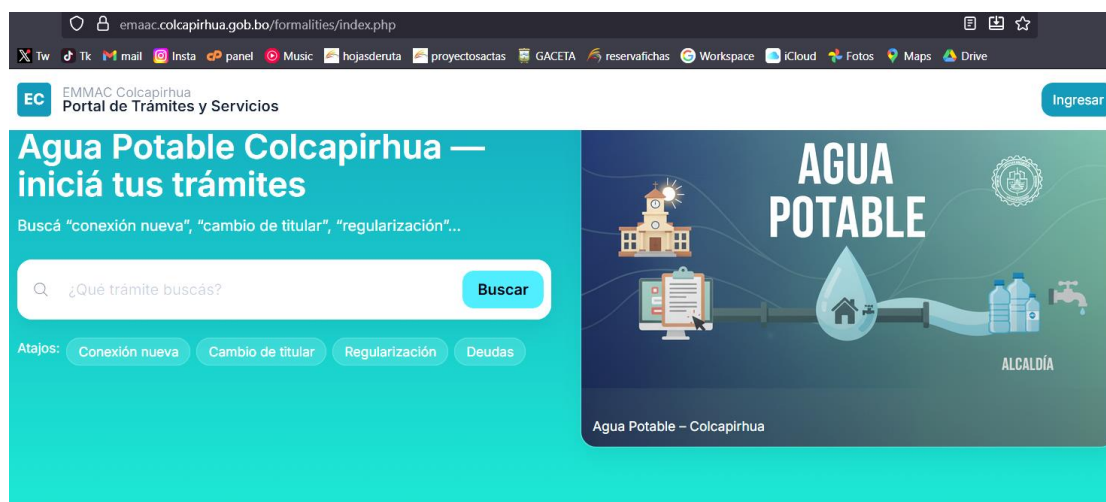 emaac.colcapirhua.gob.bo/formalities/index.php
Tw Tk mail Insta panel Music hojasderuta proyectosactas GACETA reservafichas Workspace iCloud Fotos Maps Drive
EC
EMMAC Colcapirhua
Portal de Trámites y Servicios
Ingresar
Agua Potable Colcapirhua —
iniciá tus trámites
Buscá “conexión nueva”, “cambio de titular”, “regularización”...
¿Qué trámite buscás?
Buscar
Atajos: Conexión nueva Cambio de titular Regularización Deudas
AGUA
POTABLE
ALCALDÍA
Agua Potable – Colcapirhua